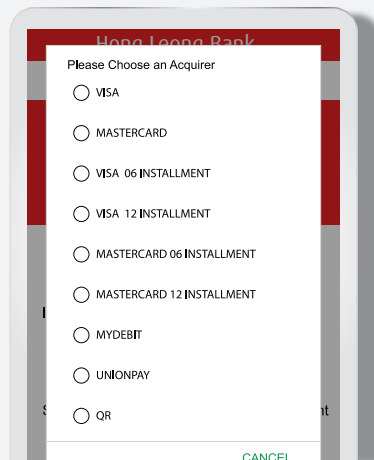 Hong Leong Bank
Please Choose an Acquirer
VISA
MASTERCARD
VISA 06 INSTALLMENT
VISA 12 INSTALLMENT
MASTERCARD 06 INSTALLMENT
MASTERCARD 12 INSTALLMENT
MYDEBIT
UNIONPAY
QR
CANCEL